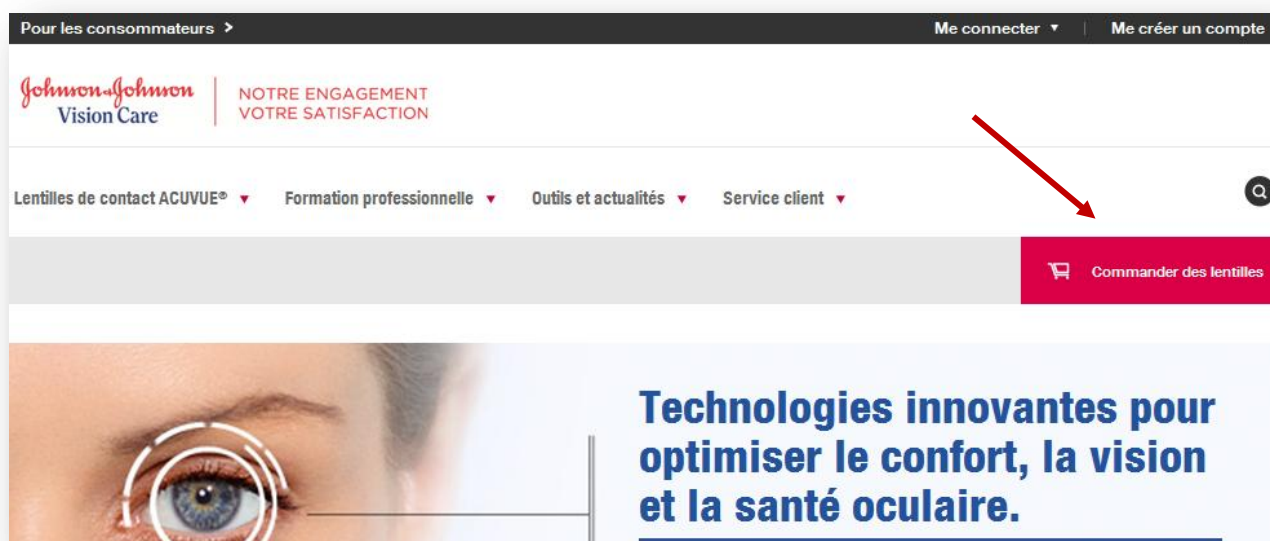 Pour les consommateurs >
Me connecter ▼ | Me créer un compte
Johnson & Johnson
Vision Care
NOTRE ENGAGEMENT
VOTRE SATISFACTION
Lentilles de contact ACUVUE® ▼ Formation professionnelle ▼ Outils et actualités ▼ Service client ▼
Commander des lentilles
Technologies innovantes pour
optimiser le confort, la vision
et la santé oculaire.